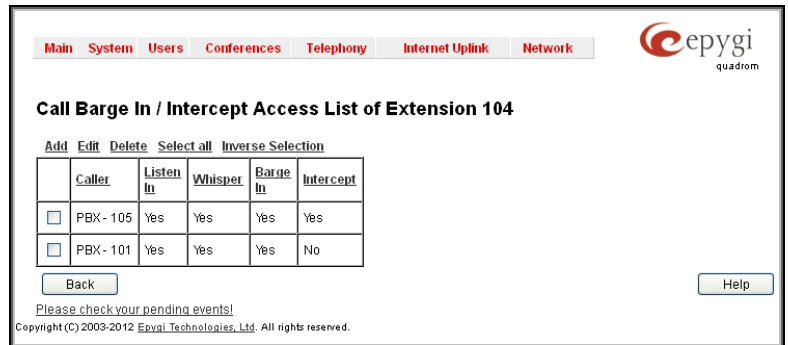 epygi
quadrom
Main System Users Conferences Telephony Internet Uplink Network
Call Barge In / Intercept Access List of Extension 104
Add Edit Delete Select all Inverse Selection
Caller Listen In Whisper Barge In Intercept
PBX - 105 Yes Yes Yes Yes
PBX - 101 Yes Yes Yes No
Back Help
Please check your pending events!
Copyright (C) 2003-2012 Epygi Technologies, Ltd. All rights reserved.